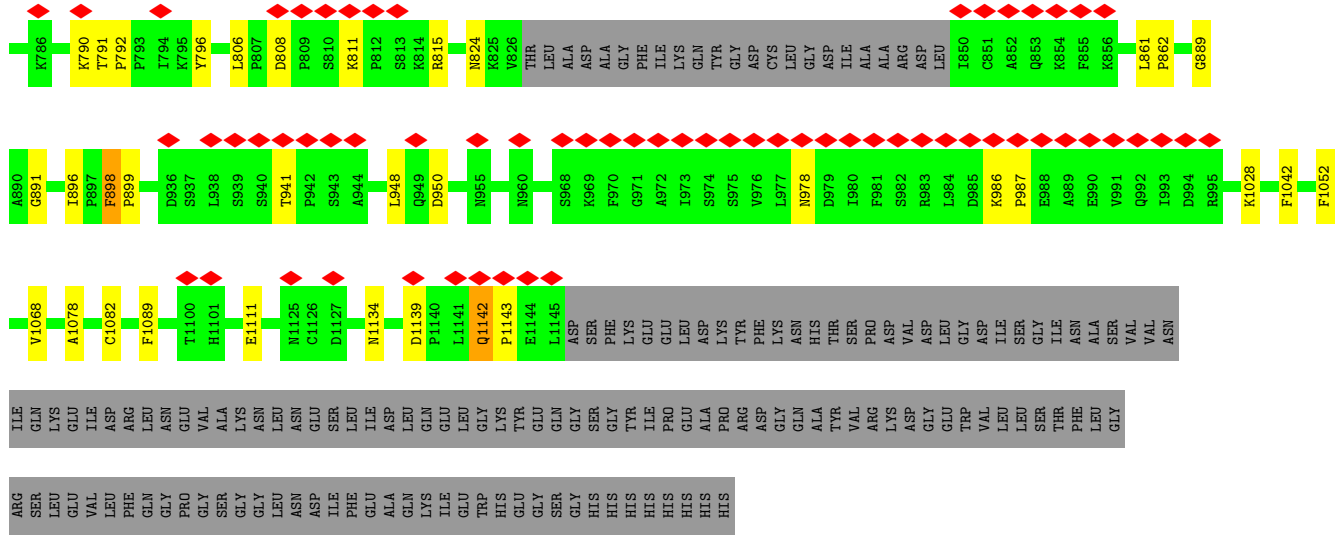 K786 K790 T791 P792 P793 I794 K795 Y796 L806 P807 D808 P809 S810 K811 P812 S813 K814 R815 N824 K825 V826 THR LEU ALA ASP ALA GLY PHE ILE LYS GLN TYR GLY ASP CYS LEU GLY ASP ILE ALA ALA ARG ASP LEU I850 C851 A852 Q853 K854 F855 K856 L861 P862 G889
A890 G891 I896 P897 F898 P899 D936 S937 L938 S939 S940 T941 P942 S943 A944 L948 Q949 D950 N955 N960 S968 K969 F970 G971 A972 I973 S974 S975 V976 L977 N978 D979 I980 F981 S982 R983 L984 D985 K986 P987 E988 A989 E990 V991 Q992 I993 D994 R995 K1028 F1042 F1052
V1068 A1078 C1082 F1089 T1100 H1101 E1111 N1125 C1126 D1127 N1134 D1139 P1140 L1141 Q1142 P1143 E1144 L1145 ASP SER PHE LYS GLU GLU LEU ASP LYS TYR PHE LYS ASN HIS THR SER PRO ASP VAL ASP LEU GLY ASP ILE SER GLY ILE ASN ALA SER VAL VAL ASN
ILE GLN LYS GLU ILE ASP ARG LEU ASN GLU VAL ALA LYS ASN LEU ASN GLU SER LEU ILE ASP LEU GLN GLU LEU GLY LYS TYR GLU GLN GLY SER GLY TYR ILE PRO GLU ALA PRO ARG ASP GLY GLN ALA TYR VAL ARG LYS ASP GLY GLU TRP VAL LEU LEU SER THR PHE LEU GLY
ARG SER LEU GLU VAL LEU PHE GLN GLY PRO GLY SER GLY GLY LEU ASN ASP ILE PHE GLU ALA GLN LYS ILE GLU TRP HIS GLU GLY SER GLY HIS HIS HIS HIS HIS HIS HIS HIS